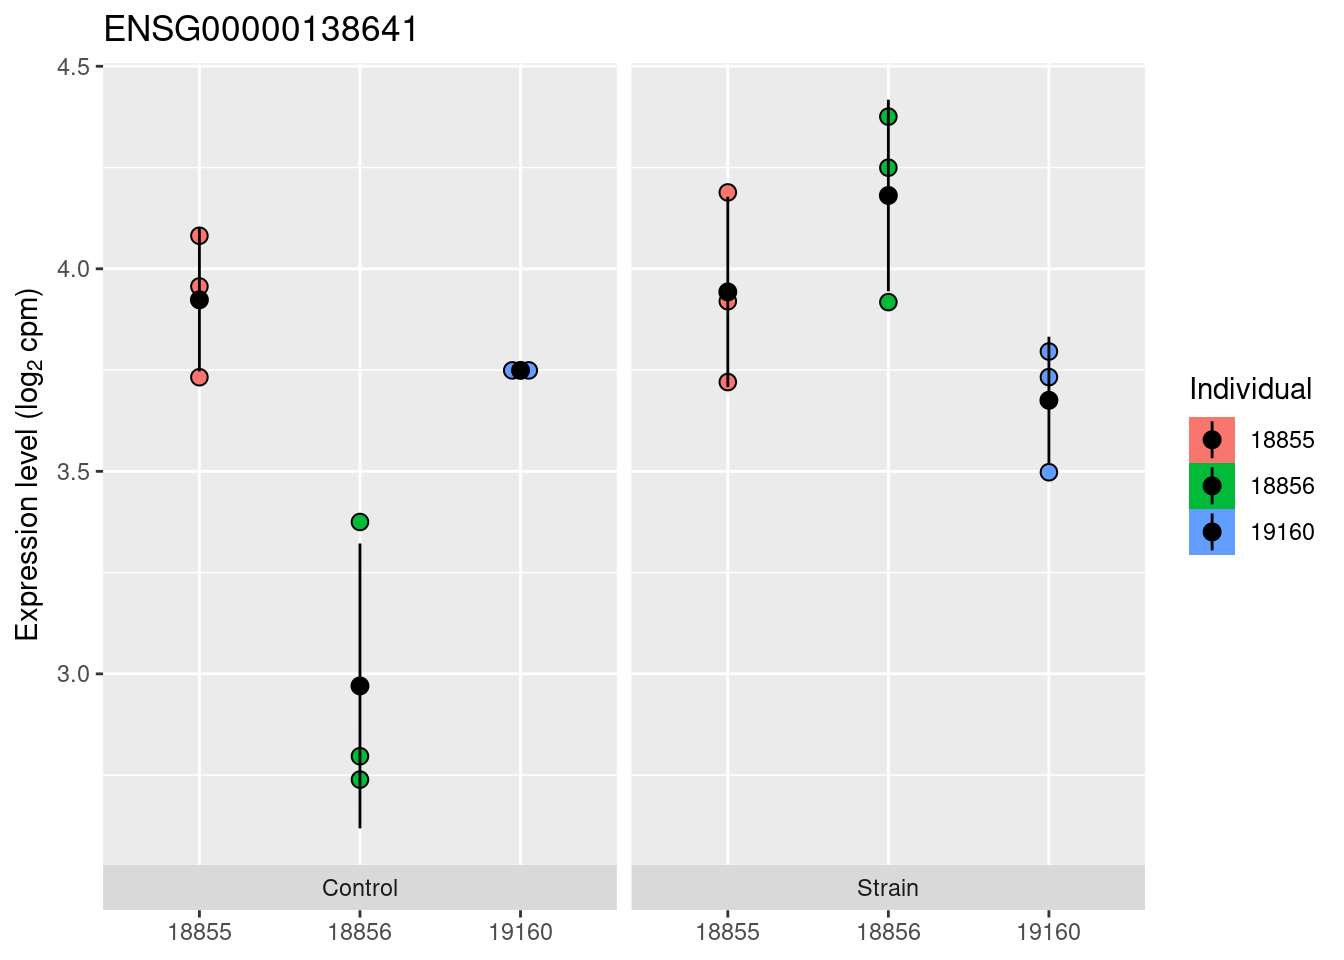 ENSG00000138641
Expression level (log₂ cpm)
4.5
4.0
3.5
3.0
Control
Strain
18855
18856
19160
18855
18856
19160
Individual
18855
18856
19160